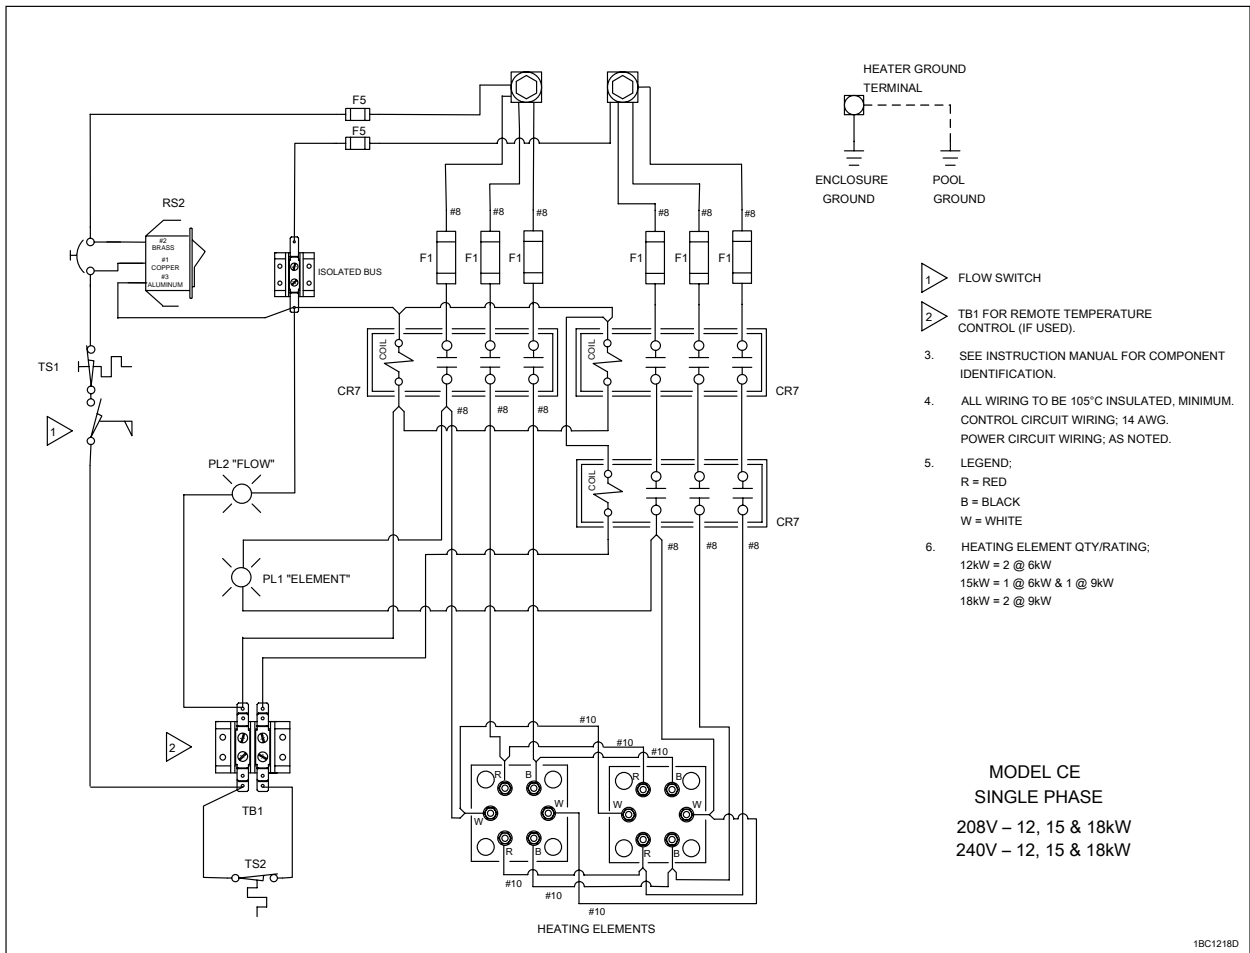 F5
F5
HEATER GROUND
TERMINAL
ENCLOSURE
GROUND
POOL
GROUND
RS2
#2
BRASS
#1
COPPER
#3
ALUMINUM
ISOLATED BUS
#8
#8
#8
#8
#8
#8
F1
F1
F1
F1
F1
F1
TS1
1
COIL
CR7
COIL
CR7
#8
#8
#8
COIL
CR7
#8
#8
#8
PL2 "FLOW"
PL1 "ELEMENT"
2
TB1
TS2
#10
#10
#10
R
B
W
W
R
B
R
B
W
W
R
B
#10
#10
#10
HEATING ELEMENTS
1
FLOW SWITCH
2
TB1 FOR REMOTE TEMPERATURE
CONTROL (IF USED).
3. SEE INSTRUCTION MANUAL FOR COMPONENT
IDENTIFICATION.
4. ALL WIRING TO BE 105°C INSULATED, MINIMUM.
CONTROL CIRCUIT WIRING; 14 AWG.
POWER CIRCUIT WIRING; AS NOTED.
5. LEGEND;
R = RED
B = BLACK
W = WHITE
6. HEATING ELEMENT QTY/RATING;
12kW = 2 @ 6kW
15kW = 1 @ 6kW & 1 @ 9kW
18kW = 2 @ 9kW
MODEL CE
SINGLE PHASE
208V – 12, 15 & 18kW
240V – 12, 15 & 18kW
1BC1218D